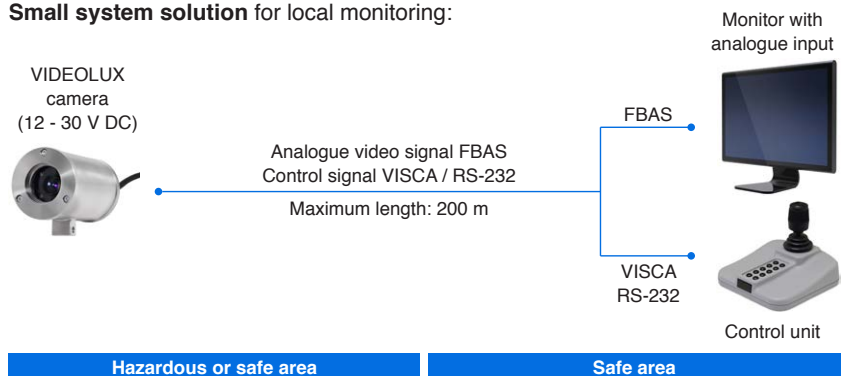 Small system solution for local monitoring:
Monitor with
analogue input
VIDEOLUX
camera
(12 - 30 V DC)
FBAS
Analogue video signal FBAS
Control signal VISCA / RS-232
Maximum length: 200 m
VISCA
RS-232
Control unit
Hazardous or safe area
Safe area